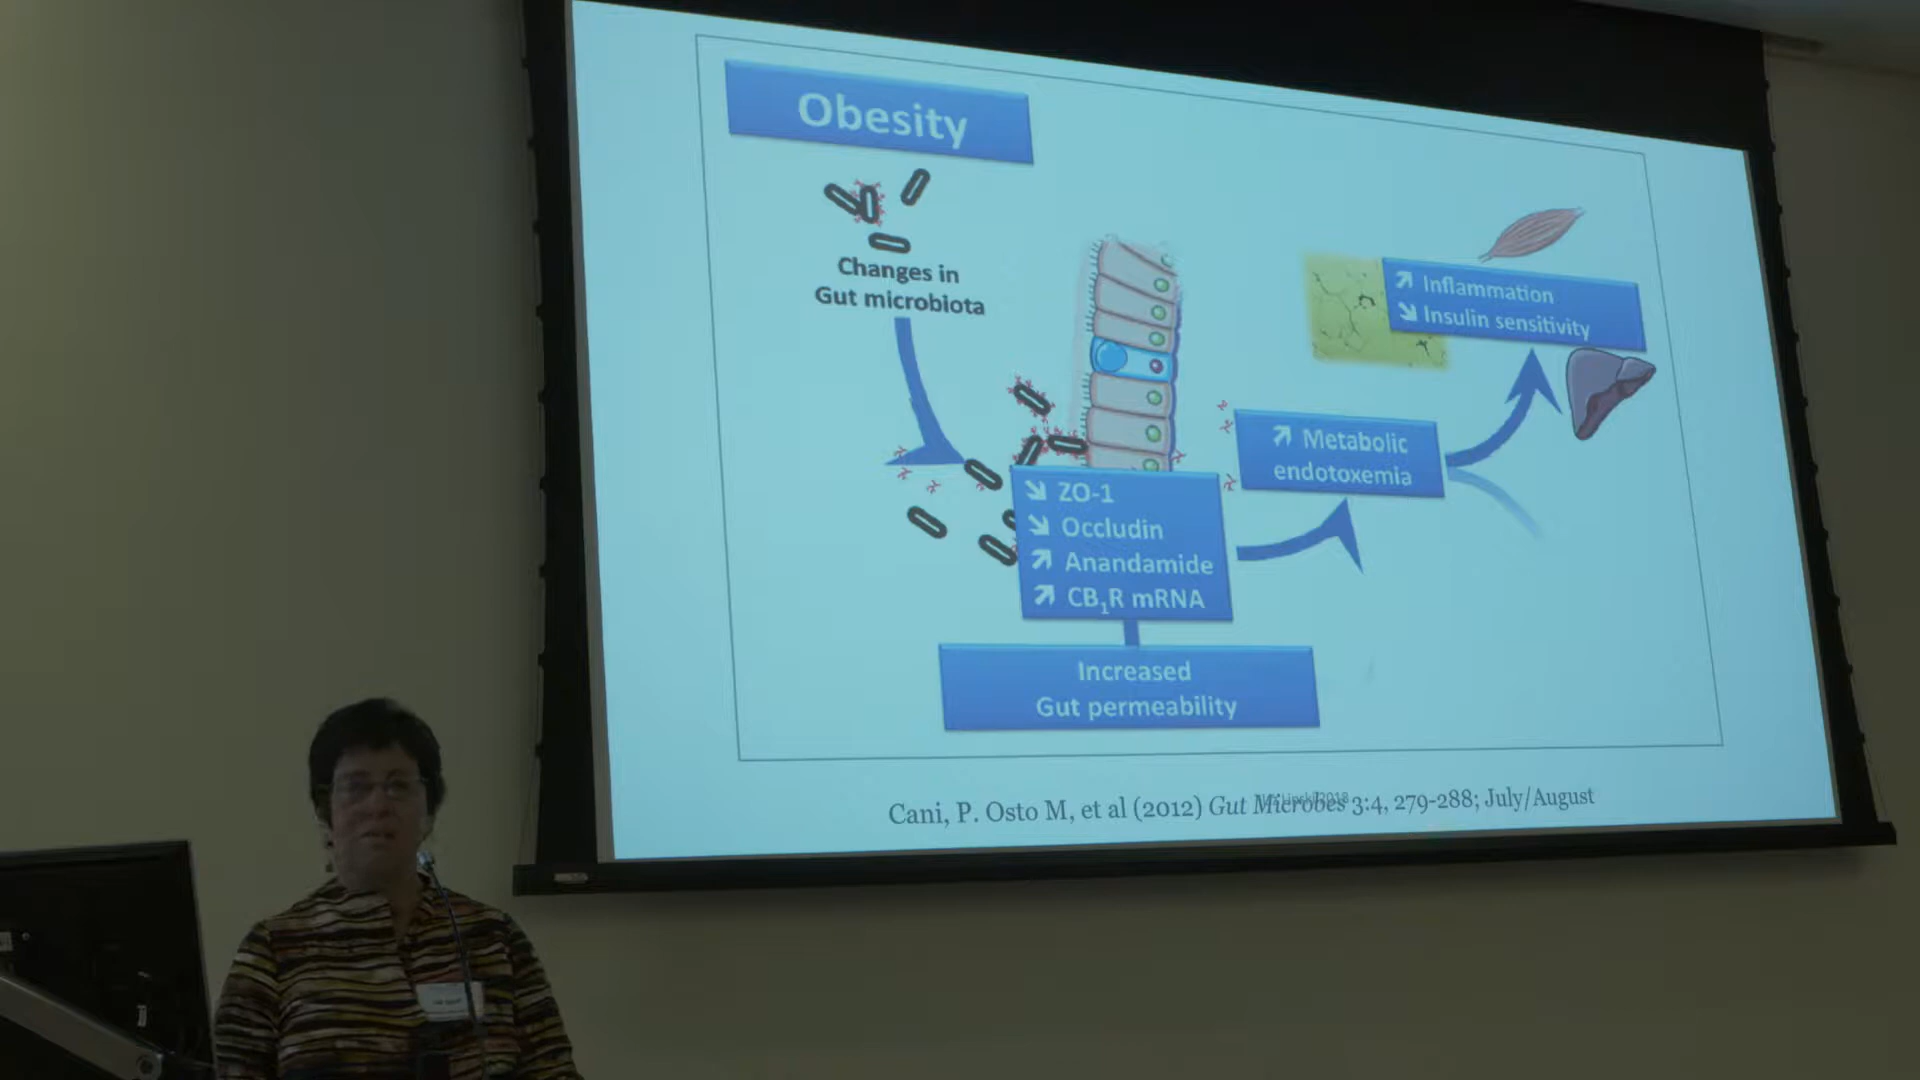 Obesity
Changes in
Gut microbiota
↘ ZO-1
↘ Occludin
↗ Anandamide
↗ CB₁R mRNA
Increased
Gut permeability
↗ Metabolic
endotoxemia
↗ Inflammation
↘ Insulin sensitivity
Cani, P. Osto M, et al (2012) Gut Microbes 3:4, 279-288; July/August